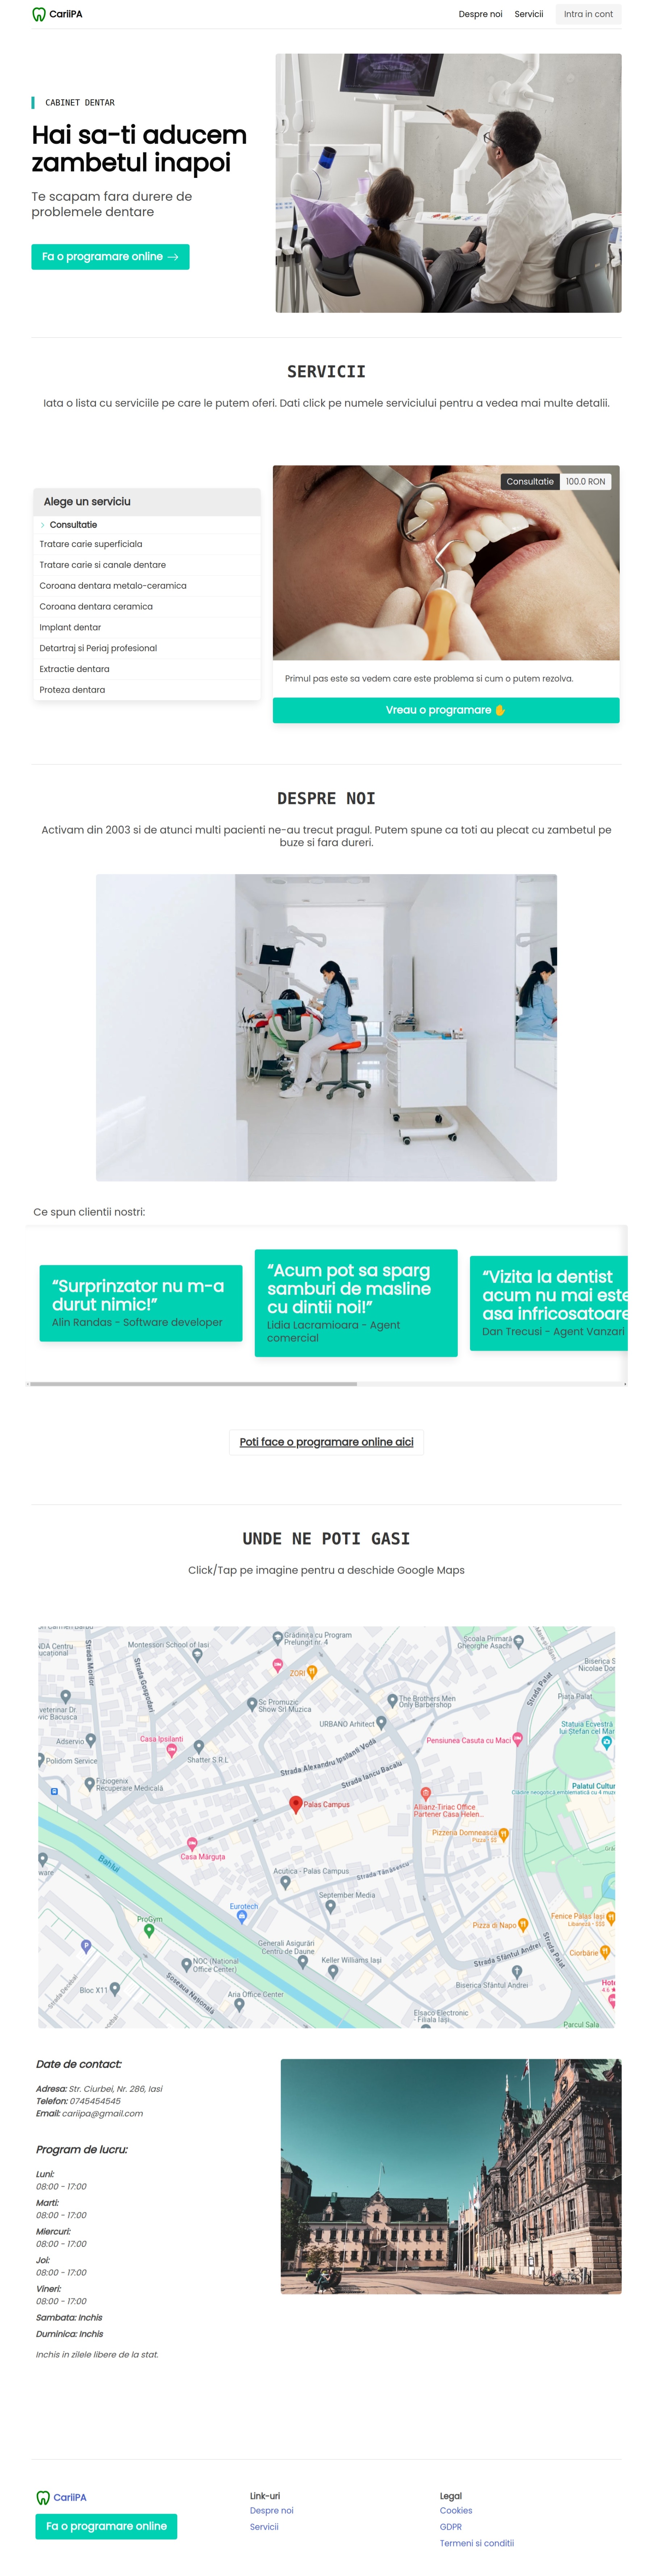 CariiPA
Despre noi
Servicii
Intra in cont
CABINET DENTAR
Hai sa-ti aducem
zambetul inapoi
Te scapam fara durere de
problemele dentare
Fa o programare online →
SERVICII
Iata o lista cu serviciile pe care le putem oferi. Dati click pe numele serviciului pentru a vedea mai multe detalii.
Alege un serviciu
Consultatie
Tratare carie superficiala
Tratare carie si canale dentare
Coroana dentara metalo-ceramica
Coroana dentara ceramica
Implant dentar
Detartraj si Periaj profesional
Extractie dentara
Proteza dentara
Consultatie 100.0 RON
Primul pas este sa vedem care este problema si cum o putem rezolva.
Vreau o programare ✋
DESPRE NOI
Activam din 2003 si de atunci multi pacienti ne-au trecut pragul. Putem spune ca toti au plecat cu zambetul pe
buze si fara dureri.
Ce spun clientii nostri:
“Surprinzator nu m-a
durut nimic!”
Alin Randas - Software developer
“Acum pot sa sparg
samburi de masline
cu dintii noi!”
Lidia Lacramioara - Agent
comercial
“Vizita la dentist
acum nu mai este
asa infricosatoare
Dan Trecusi - Agent Vanzari
Poti face o programare online aici
UNDE NE POTI GASI
Click/Tap pe imagine pentru a deschide Google Maps
Grădinița cu Program
Prelungit nr. 4
Școala Primară
Gheorghe Asachi
Montessori School of Iasi
Strada Morilor
Strada Gospodari
ZORI
Strada Palat
Piața Palat
Sc Promuzic
Show Srl Muzica
The Brothers Men
Only Barbershop
URBANO Arhitect
Adservio
Casa Ipsilanti
Shatter S.R.L
Pensiunea Casuta cu Maci
Polidom Service
Strada Alexandru Ipsilanti Vodă
Strada Iancu Bacalu
Fiziogenix
Recuperare Medicală
Palas Campus
Allianz-Tiriac Office
Partener Casa Helen...
Pizzeria Domnească
Casa Mărguța
Bahlui
Acutica - Palas Campus
Strada Tănăsescu
September Media
Eurotech
ProGym
Pizza di Napo
Fenice Palas Iași
Generali Asigurări
Centru de Daune
NOC (National
Office Center)
Keller Williams Iași
Strada Sfântul Andrei
Strada Palat
Ciorbărie
Biserica Sfântul Andrei
Bloc X11
Șoseaua Națională
Aria Office Center
Elsaco Electronic
- Filiala Iași
Parcul Sala
Date de contact:
Adresa: Str. Ciurbei, Nr. 286, Iasi
Telefon: 0745454545
Email: cariipa@gmail.com
Program de lucru:
Luni:
08:00 - 17:00
Marti:
08:00 - 17:00
Miercuri:
08:00 - 17:00
Joi:
08:00 - 17:00
Vineri:
08:00 - 17:00
Sambata: Inchis
Duminica: Inchis
Inchis in zilele libere de la stat.
CariiPA
Fa o programare online
Link-uri
Despre noi
Servicii
Legal
Cookies
GDPR
Termeni si conditii